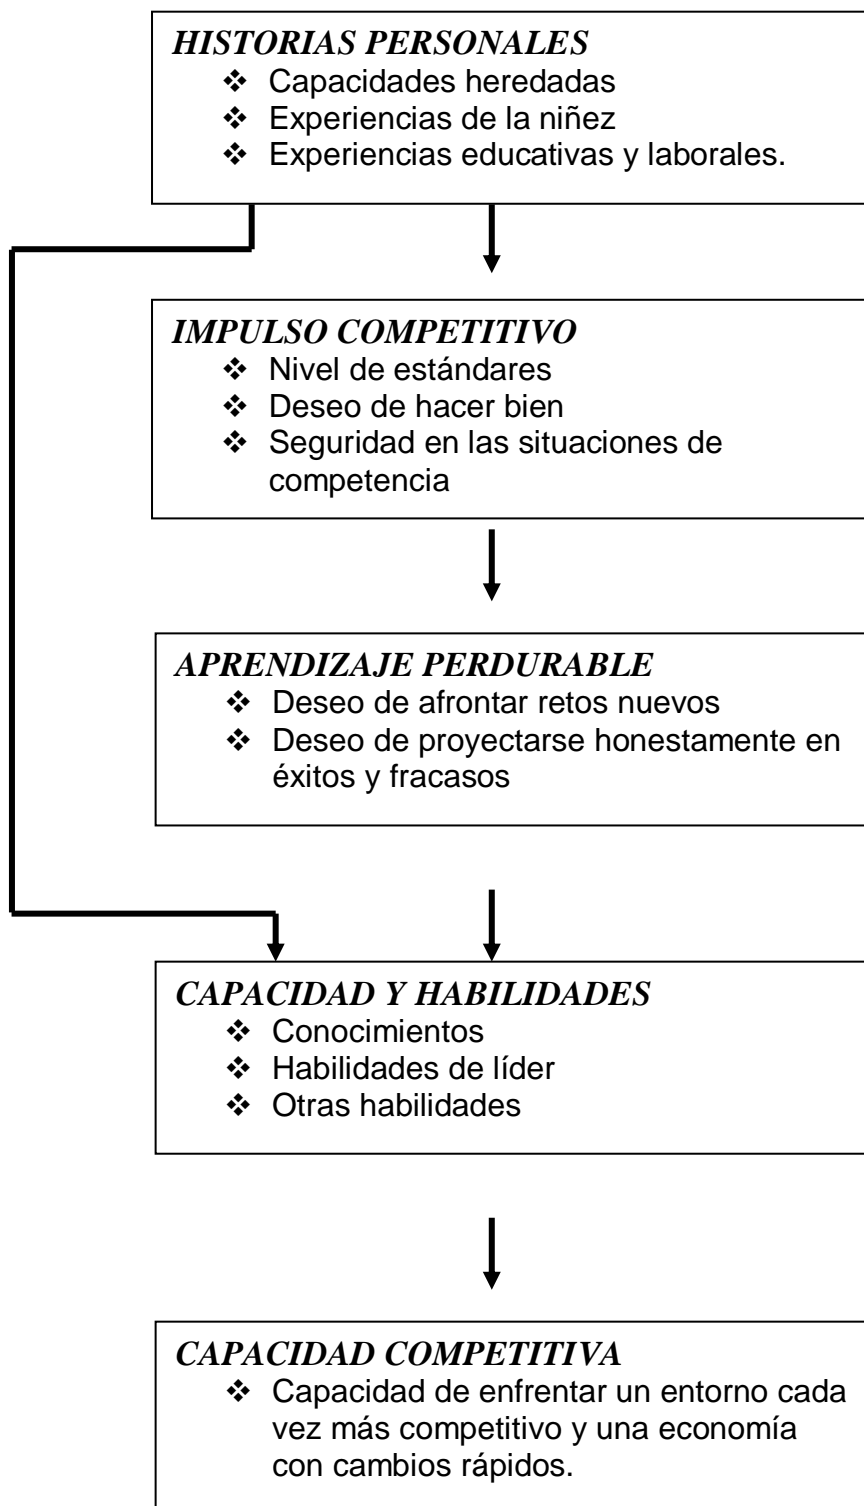 HISTORIAS PERSONALES
❖ Capacidades heredadas
❖ Experiencias de la niñez
❖ Experiencias educativas y laborales.
IMPULSO COMPETITIVO
❖ Nivel de estándares
❖ Deseo de hacer bien
❖ Seguridad en las situaciones de
competencia
APRENDIZAJE PERDURABLE
❖ Deseo de afrontar retos nuevos
❖ Deseo de proyectarse honestamente en
éxitos y fracasos
CAPACIDAD Y HABILIDADES
❖ Conocimientos
❖ Habilidades de líder
❖ Otras habilidades
CAPACIDAD COMPETITIVA
❖ Capacidad de enfrentar un entorno cada
vez más competitivo y una economía
con cambios rápidos.